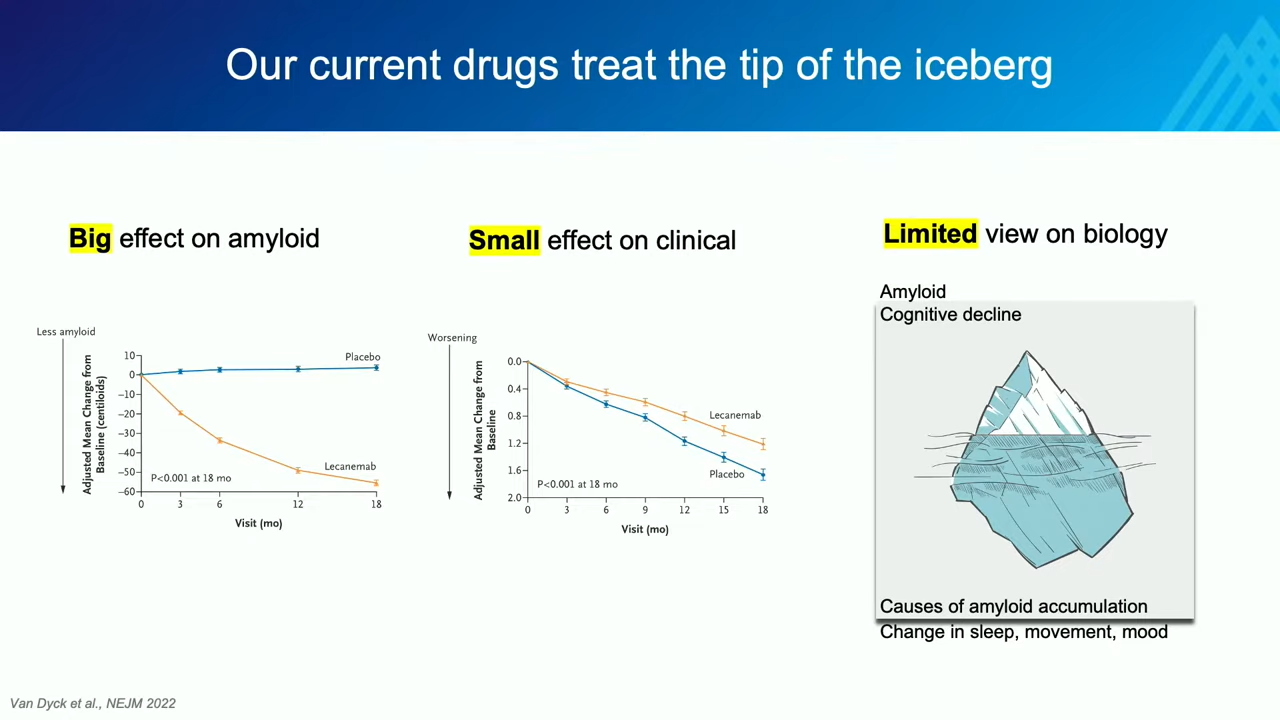 Our current drugs treat the tip of the iceberg
Big effect on amyloid
Less amyloid
Adjusted Mean Change from
Baseline (centiloids)
10
0
−10
−20
−30
−40
−50
−60
Placebo
Lecanemab
P<0.001 at 18 mo
0 3 6 12 18
Visit (mo)
Small effect on clinical
Worsening
Adjusted Mean Change from
Baseline
0.0
0.4
0.8
1.2
1.6
2.0
Lecanemab
Placebo
P<0.001 at 18 mo
0 3 6 9 12 15 18
Visit (mo)
Limited view on biology
Amyloid
Cognitive decline
Causes of amyloid accumulation
Change in sleep, movement, mood
Van Dyck et al., NEJM 2022